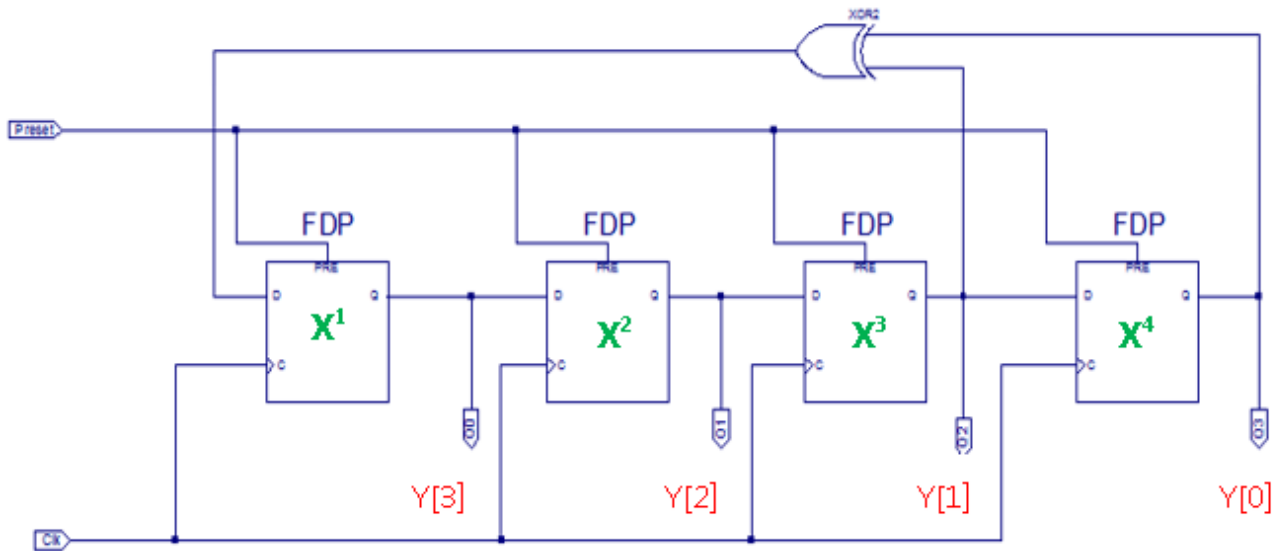 XOR2
Preset
FDP FDP FDP FDP
PRE PRE PRE PRE
D Q D Q D Q D Q
X¹ X² X³ X⁴
C C C C
O0 O1 O2 O3
Y[3] Y[2] Y[1] Y[0]
Clk